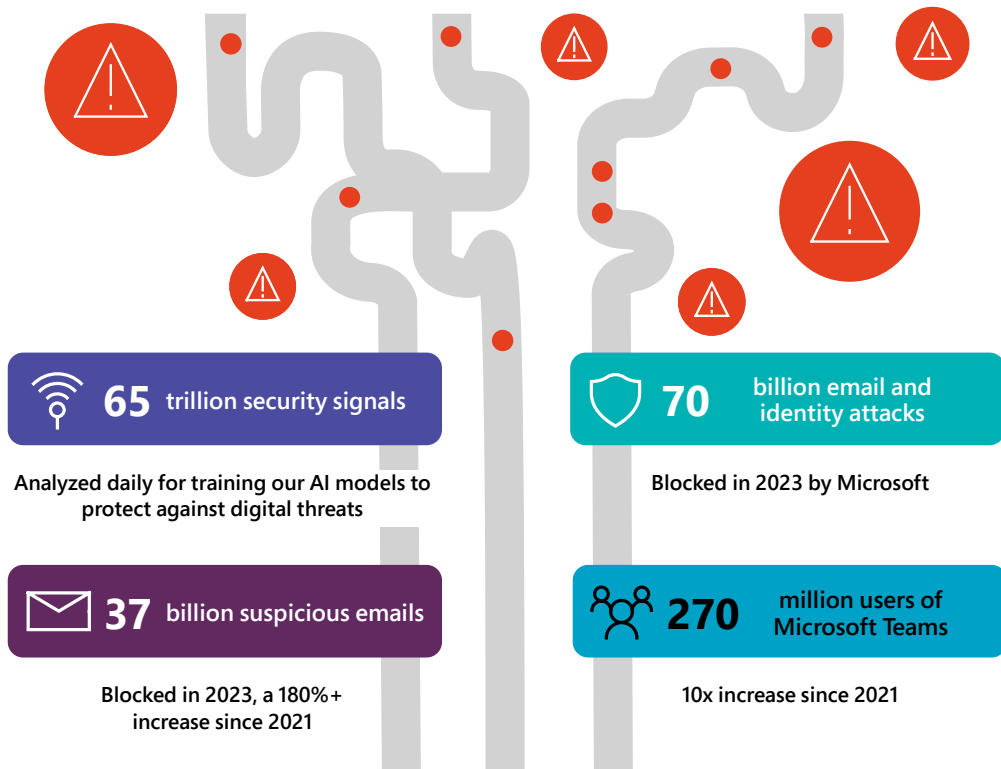 65 trillion security signals
Analyzed daily for training our AI models to
protect against digital threats
70 billion email and
identity attacks
Blocked in 2023 by Microsoft
37 billion suspicious emails
Blocked in 2023, a 180%+
increase since 2021
270 million users of
Microsoft Teams
10x increase since 2021